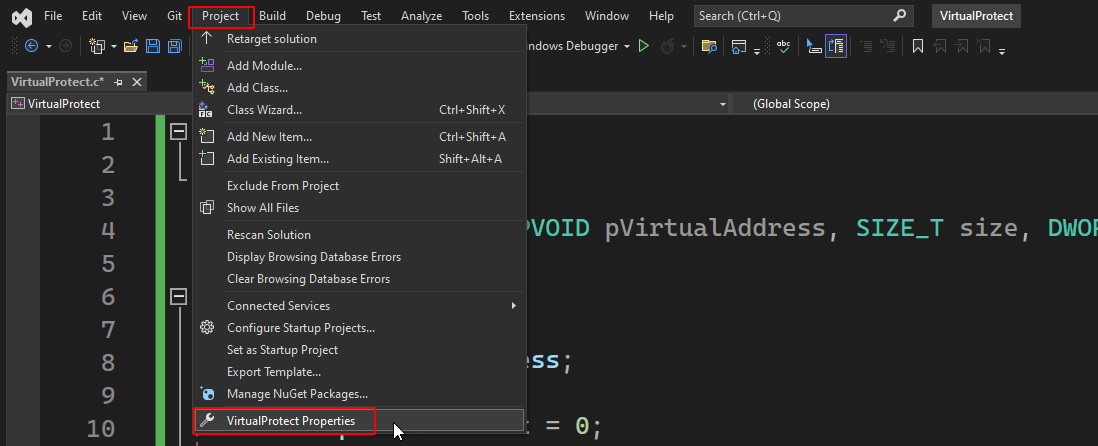 File Edit View Git Project Build Debug Test Analyze Tools Extensions Window Help Search (Ctrl+Q) VirtualProtect
Retarget solution
ndows Debugger
Add Module...
VirtualProtect.c*
Add Class...
VirtualProtect
Class Wizard... Ctrl+Shift+X
(Global Scope)
Add New Item... Ctrl+Shift+A
Add Existing Item... Shift+Alt+A
Exclude From Project
Show All Files
Rescan Solution
Display Browsing Database Errors
Clear Browsing Database Errors
Connected Services
Configure Startup Projects...
Set as Startup Project
Export Template...
Manage NuGet Packages...
VirtualProtect Properties
1
2
3
4 PVOID pVirtualAddress, SIZE_T size, DWOR
5
6
7
8 ess;
9
10 t = 0;